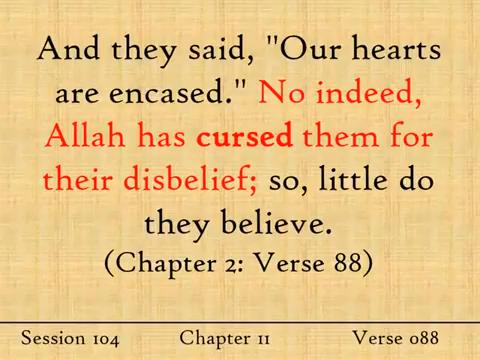 And they said, "Our hearts
are encased." No indeed,
Allah has cursed them for
their disbelief; so, little do
they believe.
(Chapter 2: Verse 88)
Session 104 Chapter 11 Verse 088